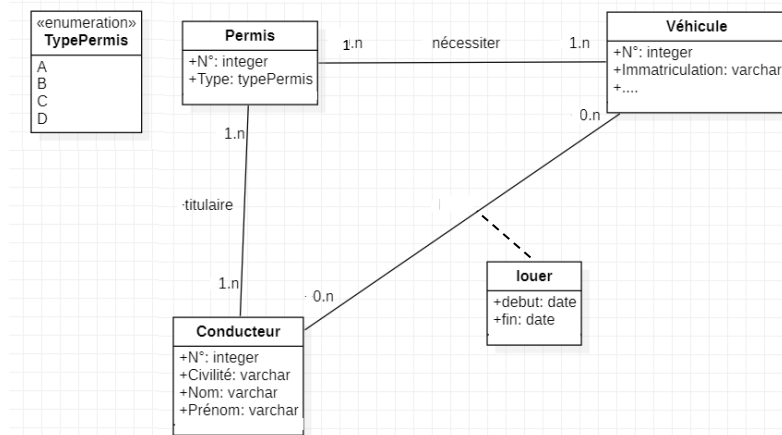 «enumeration»
TypePermis
A
B
C
D
Permis
+N°: integer
+Type: typePermis
1.n
nécessiter
1.n
Véhicule
+N°: integer
+Immatriculation: varchar
+....
1.n
0.n
titulaire
1.n
0.n
louer
+debut: date
+fin: date
Conducteur
+N°: integer
+Civilité: varchar
+Nom: varchar
+Prénom: varchar